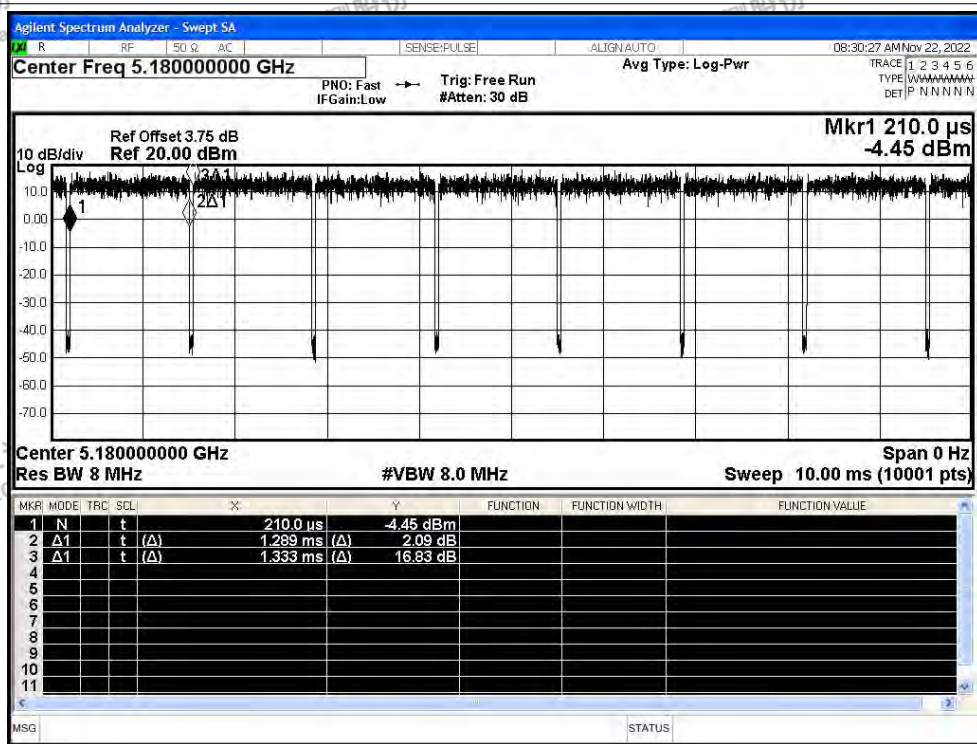 Agilent Spectrum Analyzer - Swept SA
R RF 50 Ω AC SENSE:PULSE ALIGN AUTO 08:30:27 AM Nov 22, 2022
Center Freq 5.180000000 GHz
PNO: Fast
IFGain:Low
Trig: Free Run
#Atten: 30 dB
Avg Type: Log-Pwr
TRACE 1 2 3 4 5 6
TYPE
DET P N N N N N
Mkr1 210.0 µs
-4.45 dBm
Ref Offset 3.75 dB
10 dB/div Ref 20.00 dBm
Log
10.0
0.00
-10.0
-20.0
-30.0
-40.0
-50.0
-60.0
-70.0
1
3Δ1
2Δ1
Center 5.180000000 GHz Span 0 Hz
Res BW 8 MHz #VBW 8.0 MHz Sweep 10.00 ms (10001 pts)
MKR MODE TRC SCL X Y FUNCTION FUNCTION WIDTH FUNCTION VALUE
1 N t 210.0 µs -4.45 dBm
2 Δ1 t (Δ) 1.289 ms (Δ) 2.09 dB
3 Δ1 t (Δ) 1.333 ms (Δ) 16.83 dB
4
5
6
7
8
9
10
11
MSG STATUS